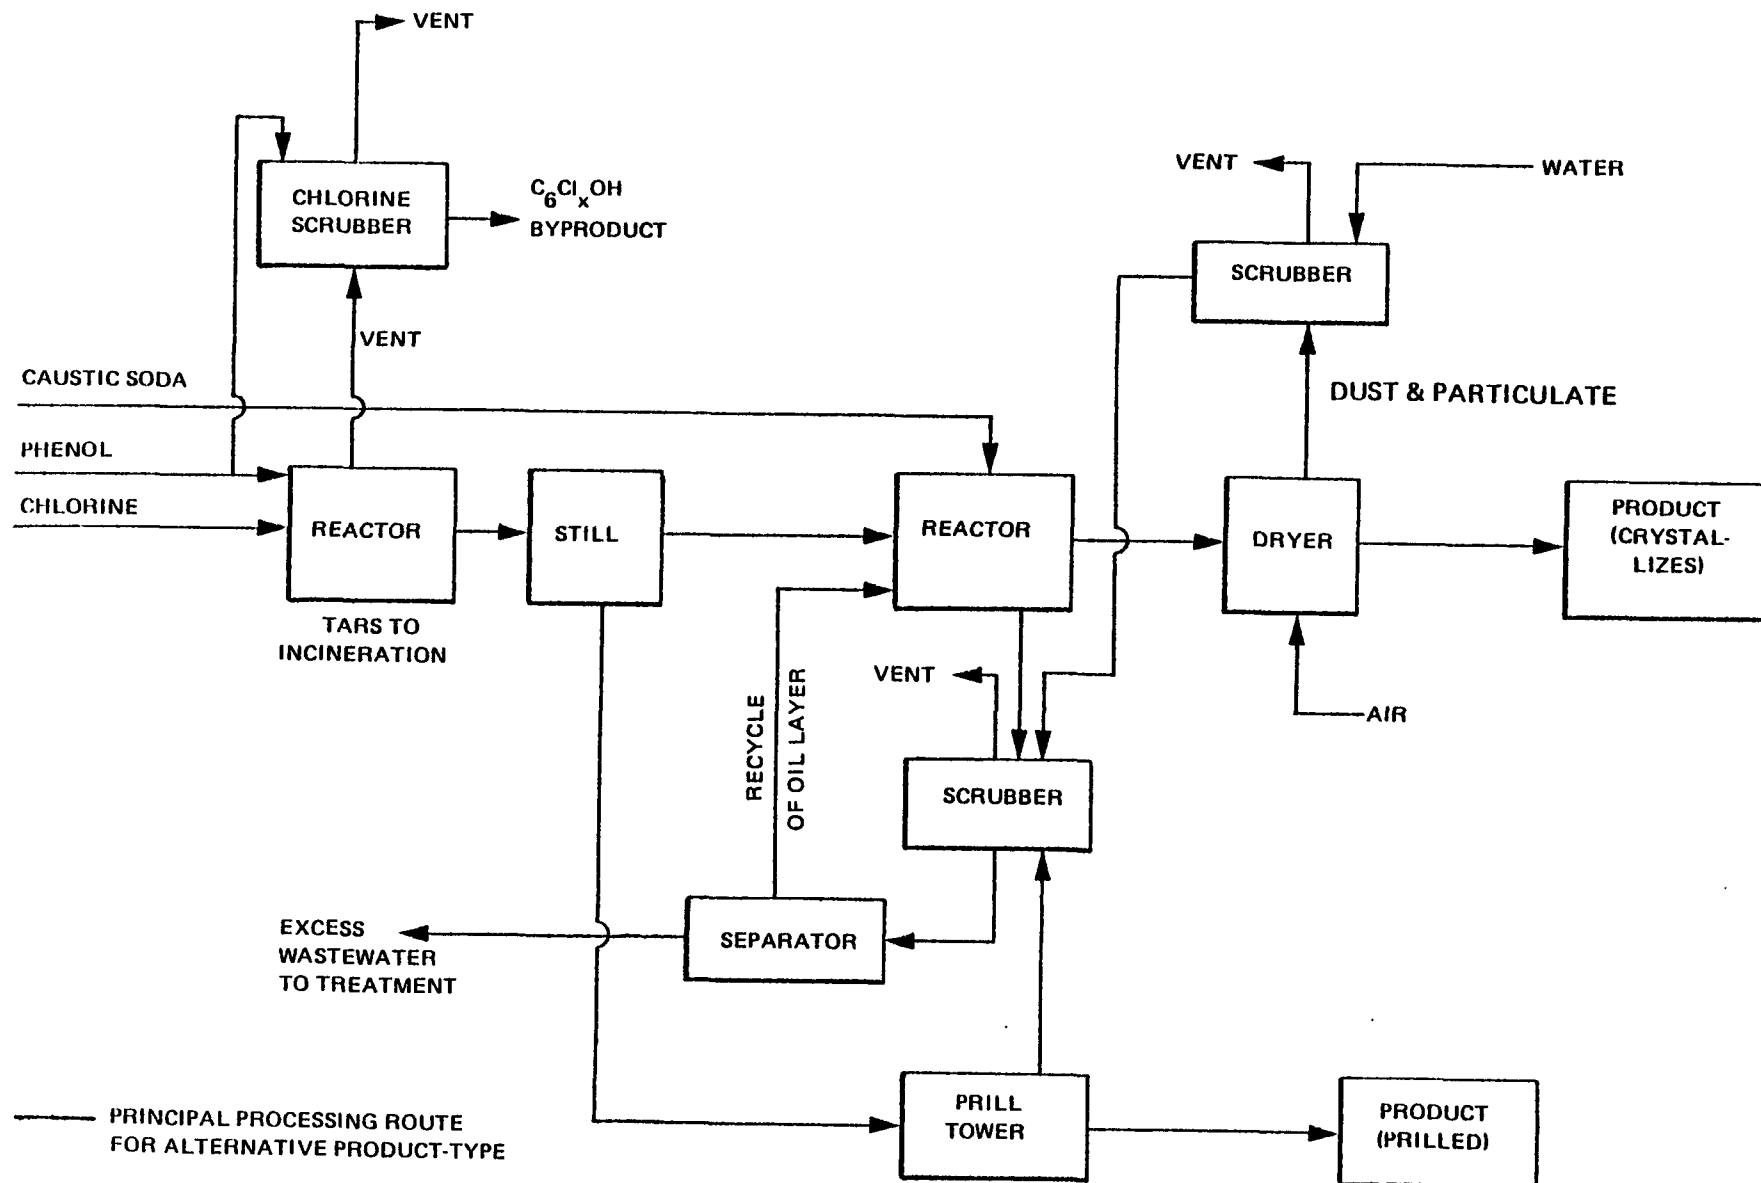 VENT
CHLORINE
SCRUBBER
C6ClxOH
BYPRODUCT
VENT
WATER
SCRUBBER
VENT
DUST & PARTICULATE
CAUSTIC SODA
PHENOL
CHLORINE
REACTOR
STILL
REACTOR
DRYER
PRODUCT
(CRYSTAL-
LIZES)
TARS TO
INCINERATION
RECYCLE
OF OIL LAYER
VENT
AIR
SCRUBBER
EXCESS
WASTEWATER
TO TREATMENT
SEPARATOR
PRILL
TOWER
PRODUCT
(PRILLED)
PRINCIPAL PROCESSING ROUTE
FOR ALTERNATIVE PRODUCT-TYPE